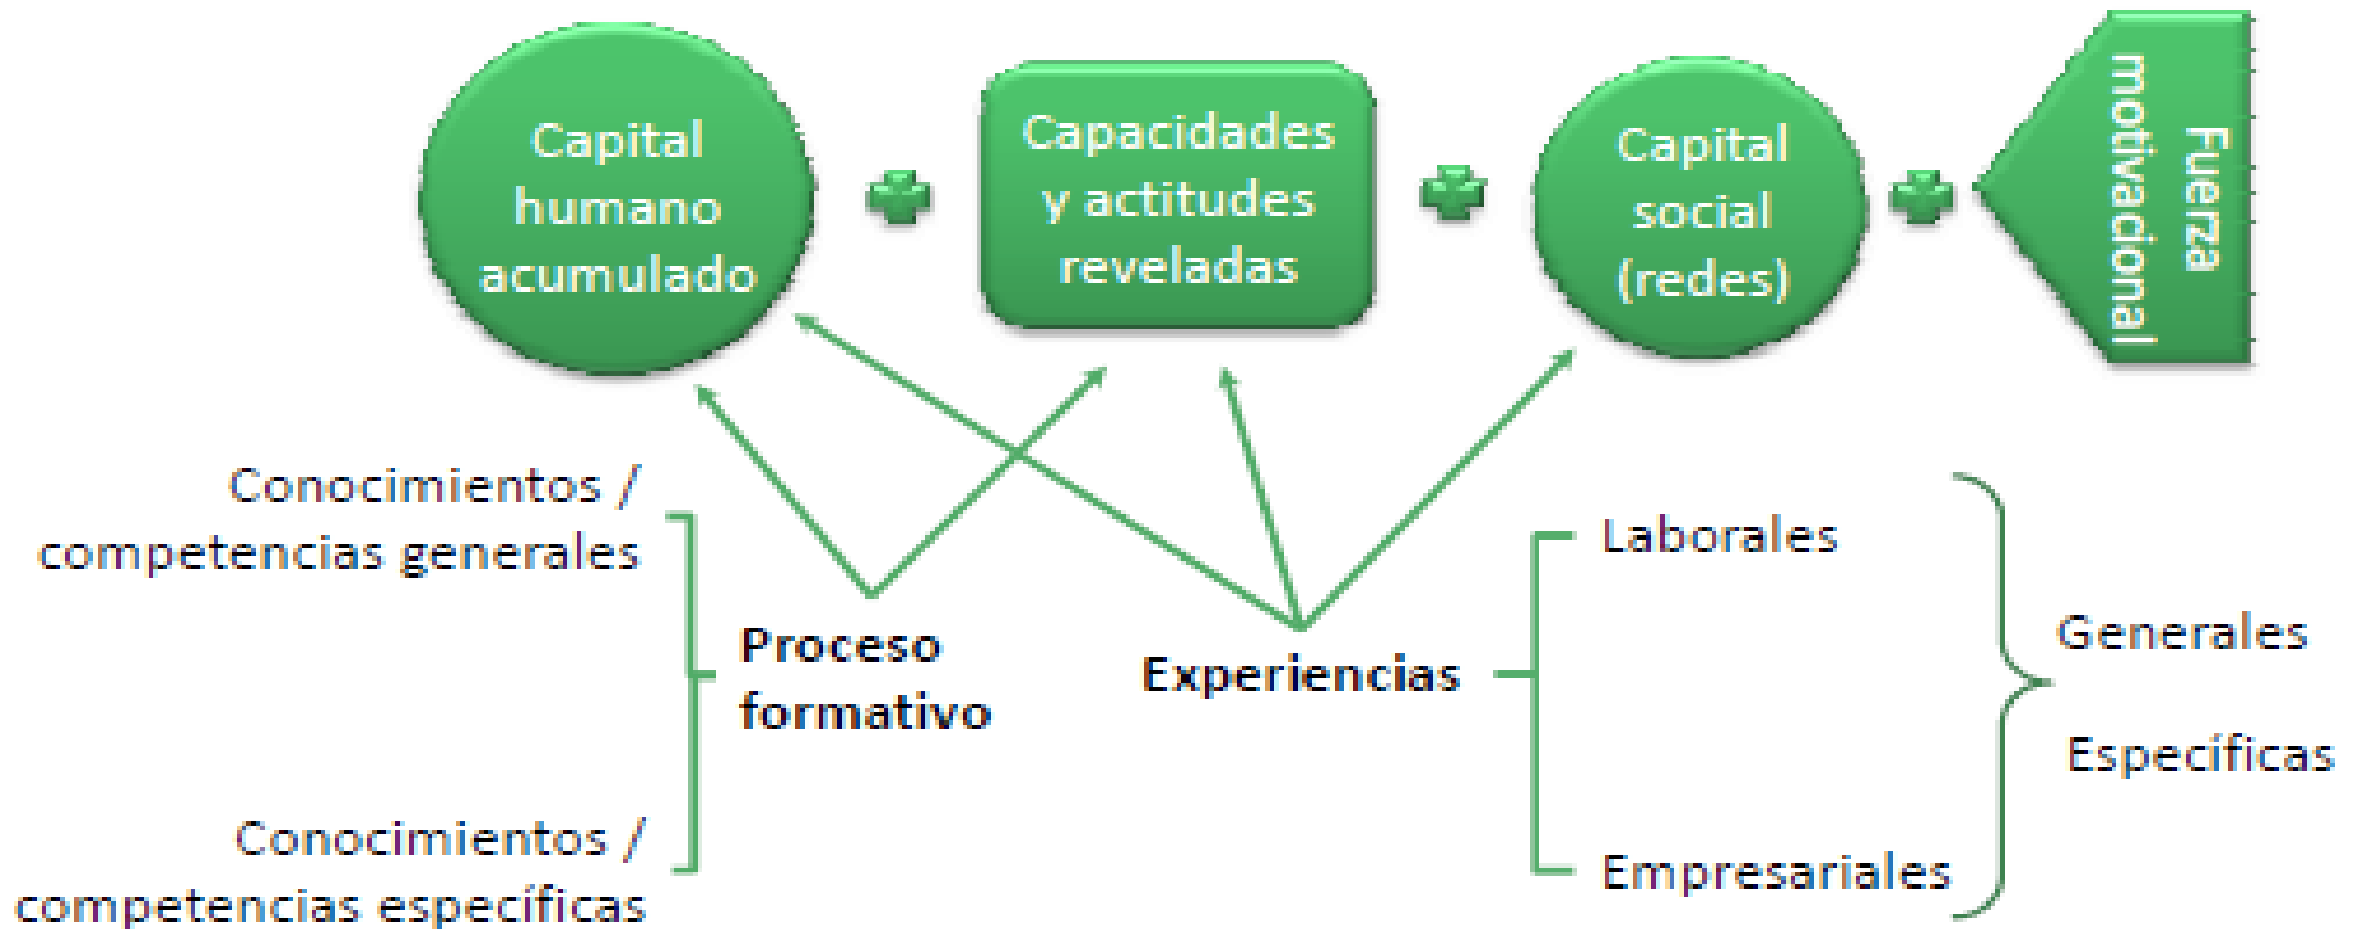 Capital
humano
acumulado
Capacidades
y actitudes
reveladas
Capital
social
(redes)
Fuerza
motivacional
Conocimientos /
competencias generales
Proceso
formativo
Conocimientos /
competencias específicas
Experiencias
Laborales
Empresariales
Generales
Específicas